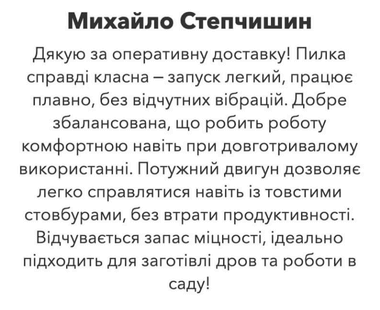 Михайло Степчишин
Дякую за оперативну доставку! Пилка
справді класна — запуск легкий, працює
плавно, без відчутних вібрацій. Добре
збалансована, що робить роботу
комфортною навіть при довготривалому
використанні. Потужний двигун дозволяє
легко справлятися навіть із товстими
стовбурами, без втрати продуктивності.
Відчувається запас міцності, ідеально
підходить для заготівлі дров та роботи в
саду!